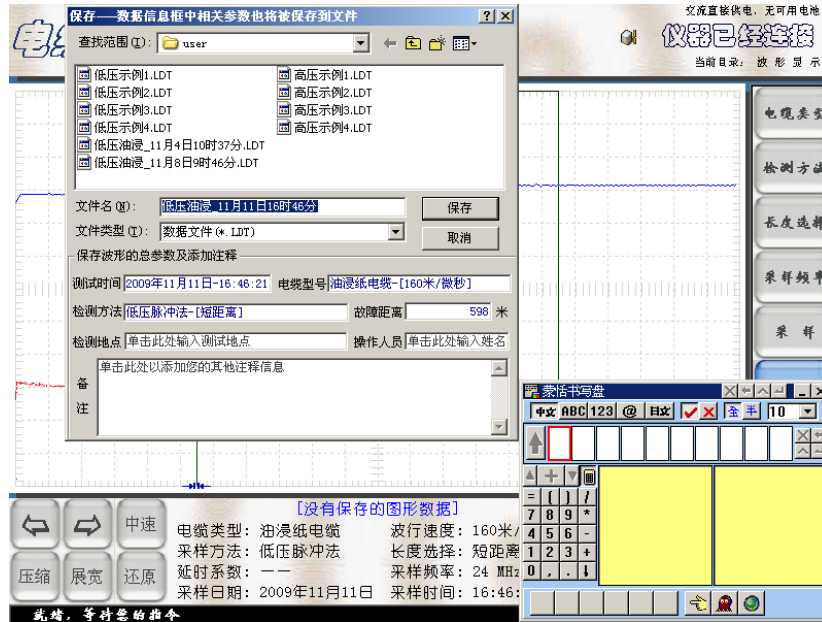 保存——数据信息框中相关参数也将被保存到文件
交流直接供电,无可用电池
仪器已经连接
当前目录: 波 形 显 示
查找范围(I): user
低压示例1.LDT
低压示例2.LDT
低压示例3.LDT
低压示例4.LDT
低压油浸_11月4日10时37分.LDT
低压油浸_11月8日9时46分.LDT
高压示例1.LDT
高压示例2.LDT
高压示例3.LDT
高压示例4.LDT
文件名(N): 低压油浸_11月11日16时46分 保存
文件类型(T): 数据文件(*.LDT) 取消
保存波形的总参数及添加注释
测试时间 2009年11月11日-16:46:21 电缆型号 油浸纸电缆-[160米/微秒]
检测方法 低压脉冲法-[短距离] 故障距离 598 米
检测地点 单击此处输入测试地点 操作人员 单击此处输入姓名
备注 单击此处以添加您的其他注释信息
检测方
长度选
采样频
采 样
蒙恬书写盘
中文 ABC 123 @ 日文 全 半 10
= ( ) /
7 8 9 *
4 5 6 -
1 2 3 +
0 , .
[没有保存的图形数据]
中速
压缩 展宽 还原
电缆类型: 油浸纸电缆 波行速度: 160米/
采样方法: 低压脉冲法 长度选择: 短距离
延时系数: —— 采样频率: 24 MHz
采样日期: 2009年11月11日 采样时间: 16:46:
就绪,等待您的指令